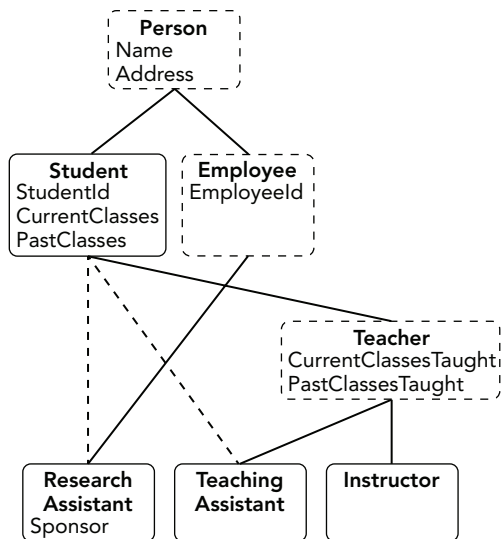 Person
Name
Address
Student
StudentId
CurrentClasses
PastClasses
Employee
EmployeeId
Teacher
CurrentClassesTaught
PastClassesTaught
Research
Assistant
Sponsor
Teaching
Assistant
Instructor